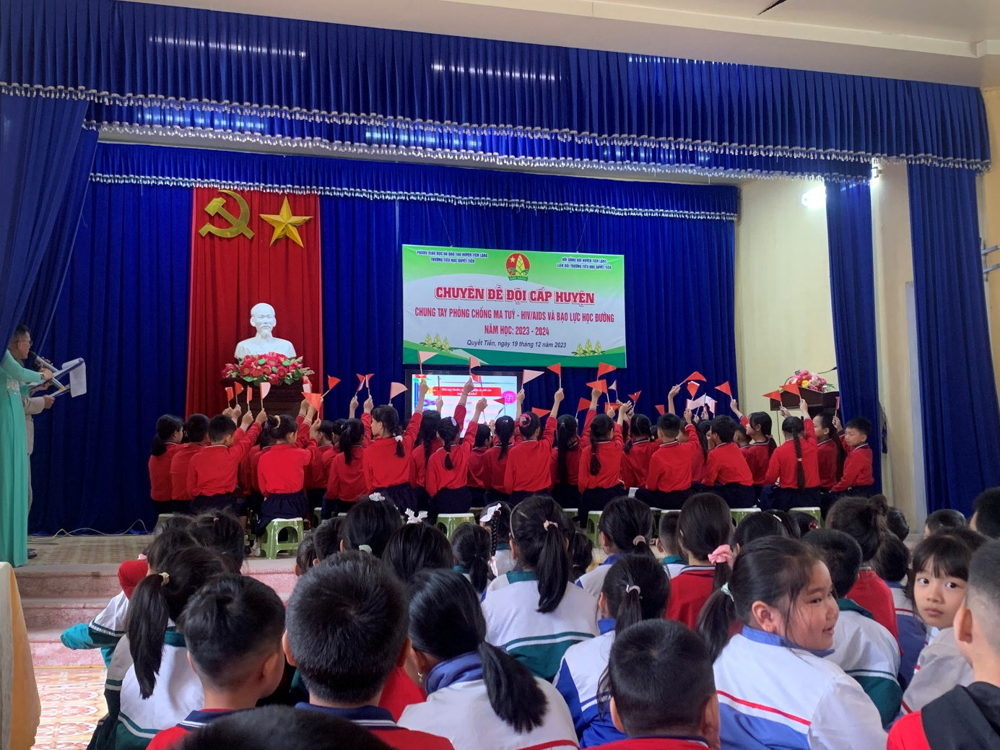 PHÒNG GIÁO DỤC VÀ ĐÀO TẠO HUYỆN TIÊN LÃNG
TRƯỜNG TIỂU HỌC QUYẾT TIẾN
HỘI ĐỒNG ĐỘI HUYỆN TIÊN LÃNG
LIÊN ĐỘI TRƯỜNG TIỂU HỌC QUYẾT TIẾN
SẴN SÀNG
CHUYÊN ĐỀ ĐỘI CẤP HUYỆN
CHUNG TAY PHÒNG CHỐNG MA TUÝ - HIV/AIDS VÀ BẠO LỰC HỌC ĐƯỜNG
NĂM HỌC: 2023 - 2024
Quyết Tiến, ngày 19 tháng 12 năm 2023